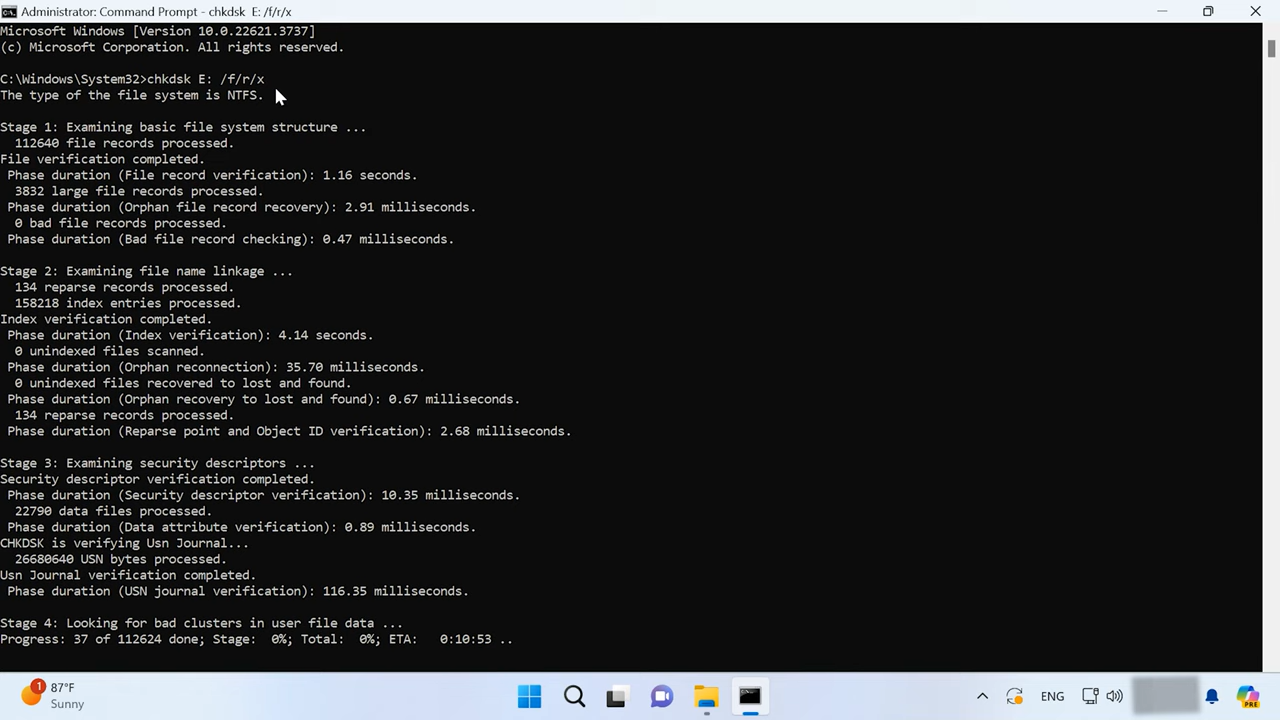 Administrator: Command Prompt - chkdsk  E: /f/r/x
Microsoft Windows [Version 10.0.22621.3737]
(c) Microsoft Corporation. All rights reserved.
C:\Windows\System32>chkdsk E: /f/r/x
The type of the file system is NTFS.
Stage 1: Examining basic file system structure ...
112640 file records processed.
File verification completed.
Phase duration (File record verification): 1.16 seconds.
3832 large file records processed.
Phase duration (Orphan file record recovery): 2.91 milliseconds.
0 bad file records processed.
Phase duration (Bad file record checking): 0.47 milliseconds.
Stage 2: Examining file name linkage ...
134 reparse records processed.
158218 index entries processed.
Index verification completed.
Phase duration (Index verification): 4.14 seconds.
0 unindexed files scanned.
Phase duration (Orphan reconnection): 35.70 milliseconds.
0 unindexed files recovered to lost and found.
Phase duration (Orphan recovery to lost and found): 0.67 milliseconds.
134 reparse records processed.
Phase duration (Reparse point and Object ID verification): 2.68 milliseconds.
Stage 3: Examining security descriptors ...
Security descriptor verification completed.
Phase duration (Security descriptor verification): 10.35 milliseconds.
22790 data files processed.
Phase duration (Data attribute verification): 0.89 milliseconds.
CHKDSK is verifying Usn Journal...
26680640 USN bytes processed.
Usn Journal verification completed.
Phase duration (USN journal verification): 116.35 milliseconds.
Stage 4: Looking for bad clusters in user file data ...
Progress: 37 of 112624 done; Stage:  0%; Total:  0%; ETA:   0:10:53 ..
1
87°F
Sunny
ENG
PRE